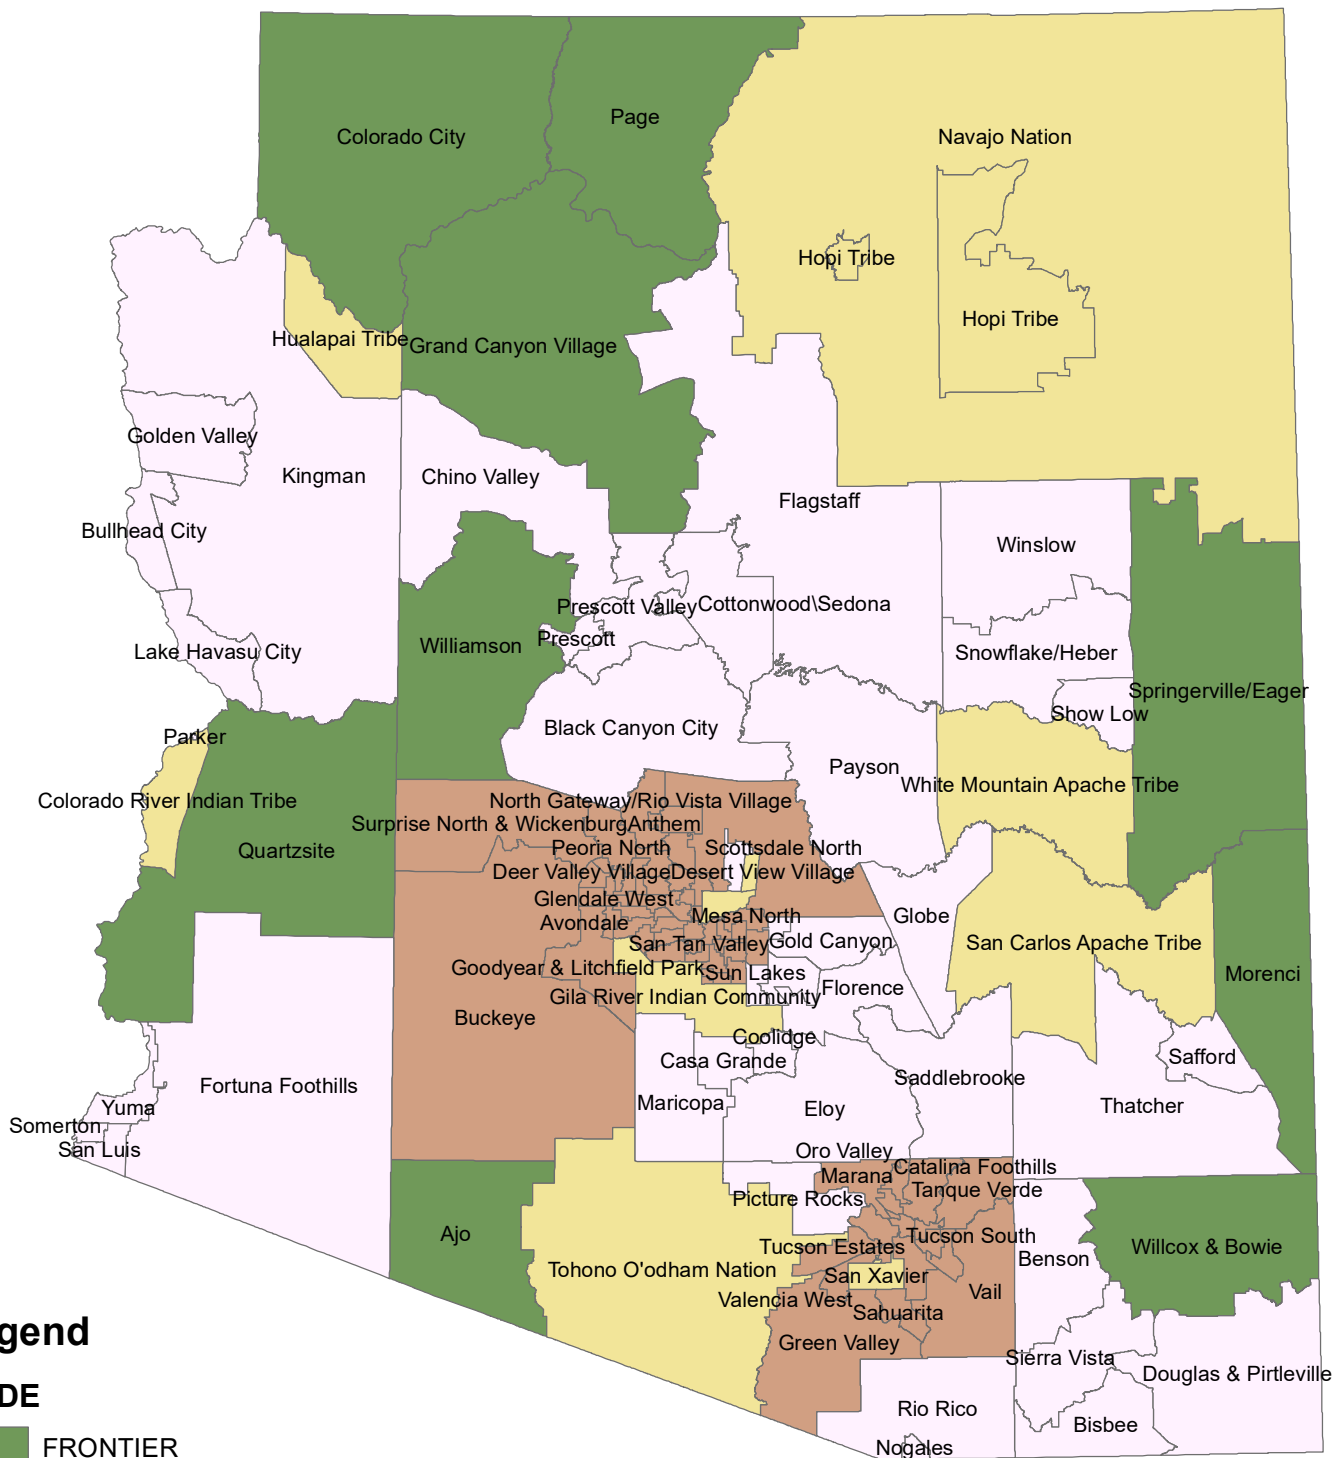 Page
Colorado City
Navajo Nation
Hopi Tribe
Hopi Tribe
Hualapai Tribe
Grand Canyon Village
Golden Valley
Kingman
Chino Valley
Flagstaff
Bullhead City
Winslow
Prescott Valley
Cottonwood\Sedona
Prescott
Williamson
Lake Havasu City
Snowflake/Heber
Springerville/Eager
Show Low
Black Canyon City
Parker
Payson
White Mountain Apache Tribe
Colorado River Indian Tribe
North Gateway/Rio Vista Village
Surprise North & Wickenburg
Anthem
Peoria North
Scottsdale North
Quartzsite
Deer Valley Village
Desert View Village
Glendale West
Avondale
Mesa North
Globe
San Tan Valley
Gold Canyon
San Carlos Apache Tribe
Goodyear & Litchfield Park
Sun Lakes
Morenci
Florence
Gila River Indian Community
Buckeye
Coolidge
Casa Grande
Safford
Saddlebrooke
Fortuna Foothills
Maricopa
Eloy
Thatcher
Yuma
Somerton
San Luis
Oro Valley
Catalina Foothills
Marana
Tanque Verde
Picture Rocks
Ajo
Tucson South
Tucson Estates
Willcox & Bowie
Benson
Tohono O'odham Nation
San Xavier
Vail
Valencia West
Sahuarita
Green Valley
Sierra Vista
Douglas & Pirtleville
Rio Rico
Bisbee
Nogales
gend
DE
FRONTIER